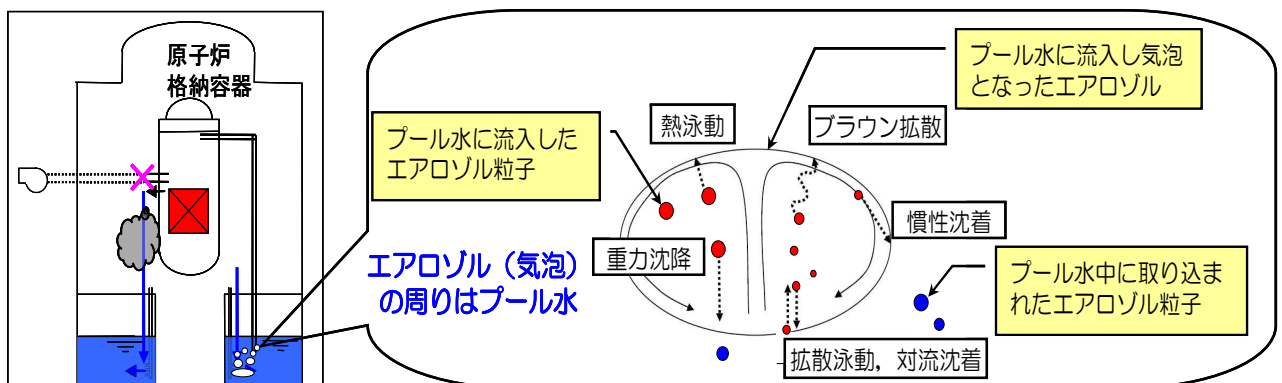 原子炉
格納容器
プール水に流入した
エアロゾル粒子
エアロゾル（気泡）
の周りはプール水
プール水に流入し気泡
となったエアロゾル
熱泳動
ブラウン拡散
慣性沈着
重力沈降
プール水中に取り込ま
れたエアロゾル粒子
拡散泳動，対流沈着